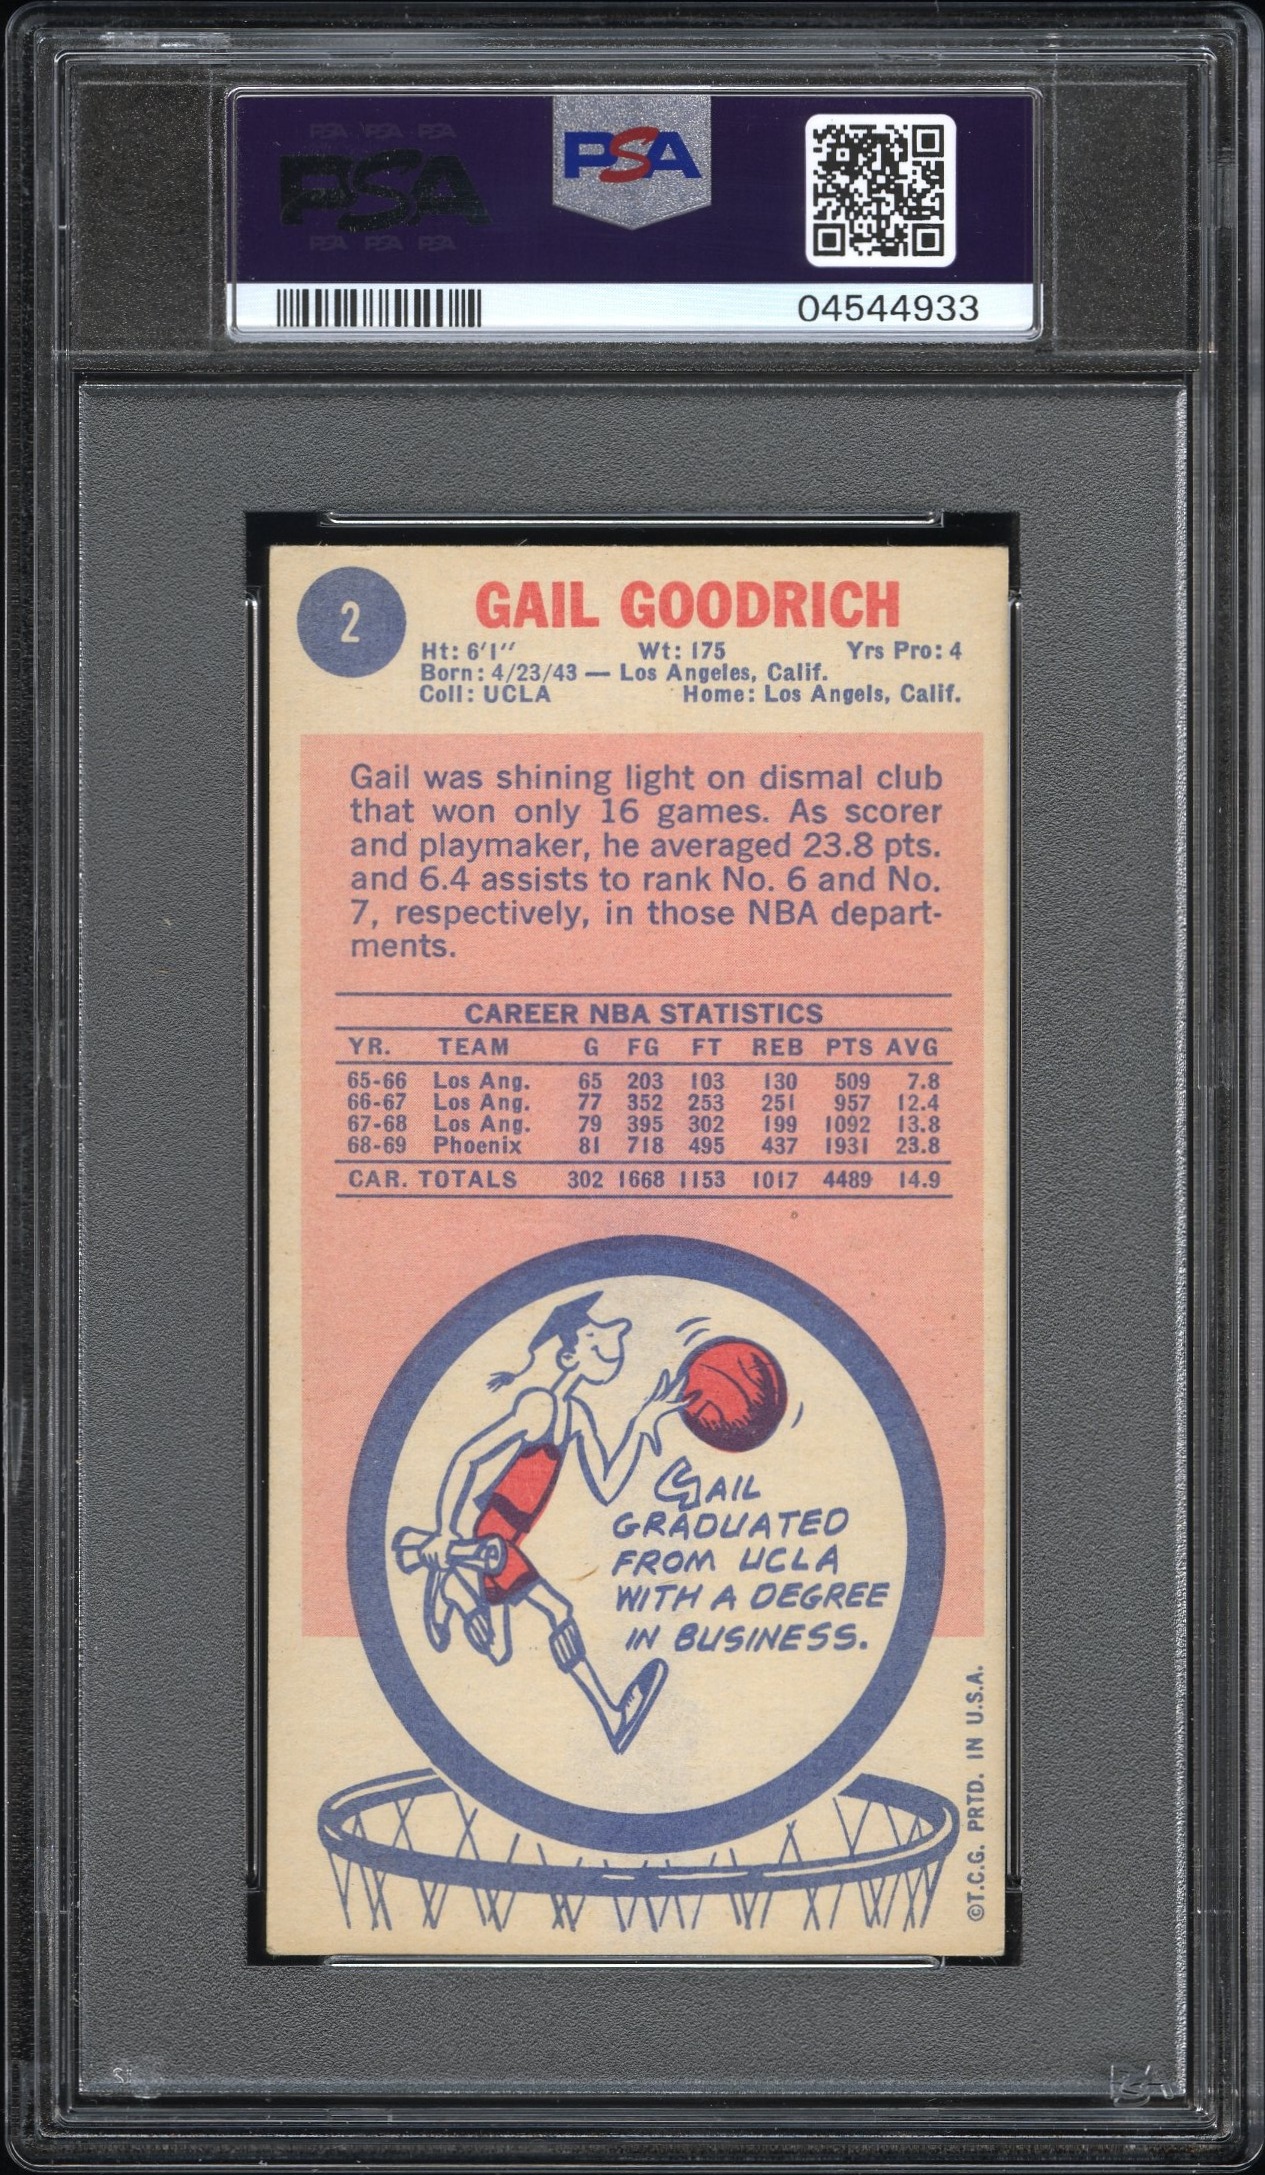 PSA PSA PSA
PSA
PSA PSA PSA
PSA
04544933
2
GAIL GOODRICH
Ht: 6'1'' Wt: 175 Yrs Pro: 4
Born: 4/23/43 — Los Angeles, Calif.
Coll: UCLA Home: Los Angels, Calif.
Gail was shining light on dismal club
that won only 16 games. As scorer
and playmaker, he averaged 23.8 pts.
and 6.4 assists to rank No. 6 and No.
7, respectively, in those NBA depart-
ments.
CAREER NBA STATISTICS
YR. TEAM G FG FT REB PTS AVG
65-66 Los Ang. 65 203 103 130 509 7.8
66-67 Los Ang. 77 352 253 251 957 12.4
67-68 Los Ang. 79 395 302 199 1092 13.8
68-69 Phoenix 81 718 495 437 1931 23.8
CAR. TOTALS 302 1668 1153 1017 4489 14.9
GAIL
GRADUATED
FROM UCLA
WITH A DEGREE
IN BUSINESS.
©T.C.G. PRTD. IN U.S.A.